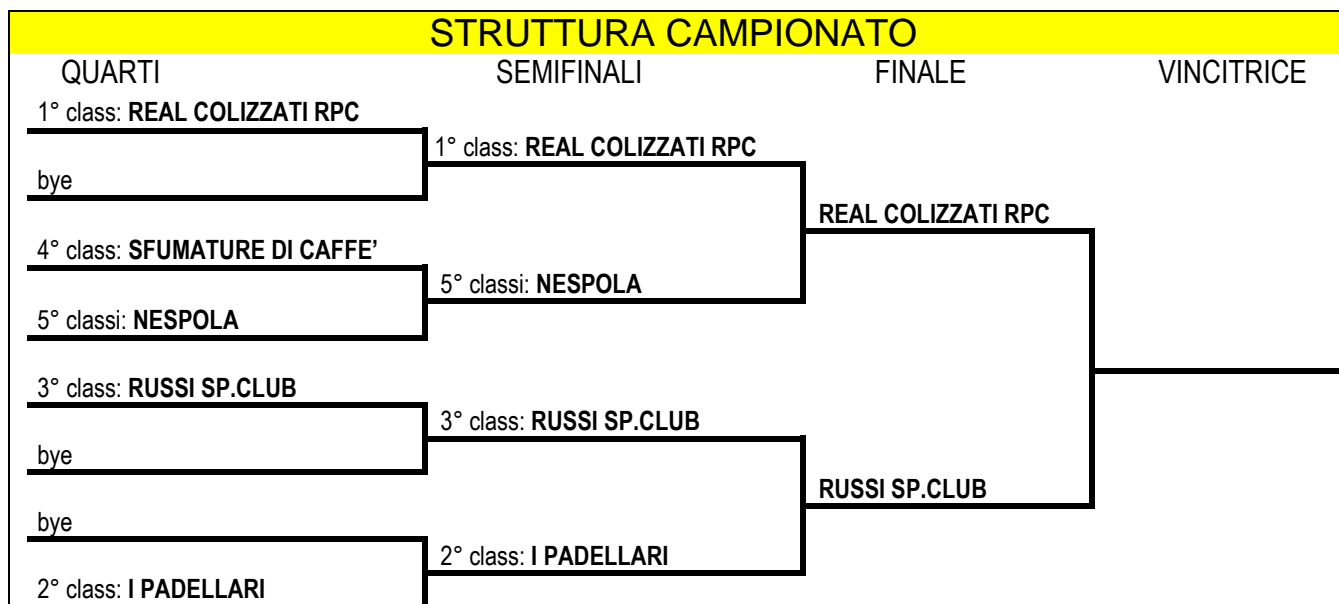 STRUTTURA CAMPIONATO
QUARTI SEMIFINALI FINALE VINCITRICE
1° class: REAL COLIZZATI RPC
1° class: REAL COLIZZATI RPC
bye
REAL COLIZZATI RPC
4° class: SFUMATURE DI CAFFE’
5° classi: NESPOLA
5° classi: NESPOLA
3° class: RUSSI SP.CLUB
3° class: RUSSI SP.CLUB
bye
RUSSI SP.CLUB
bye
2° class: I PADELLARI
2° class: I PADELLARI